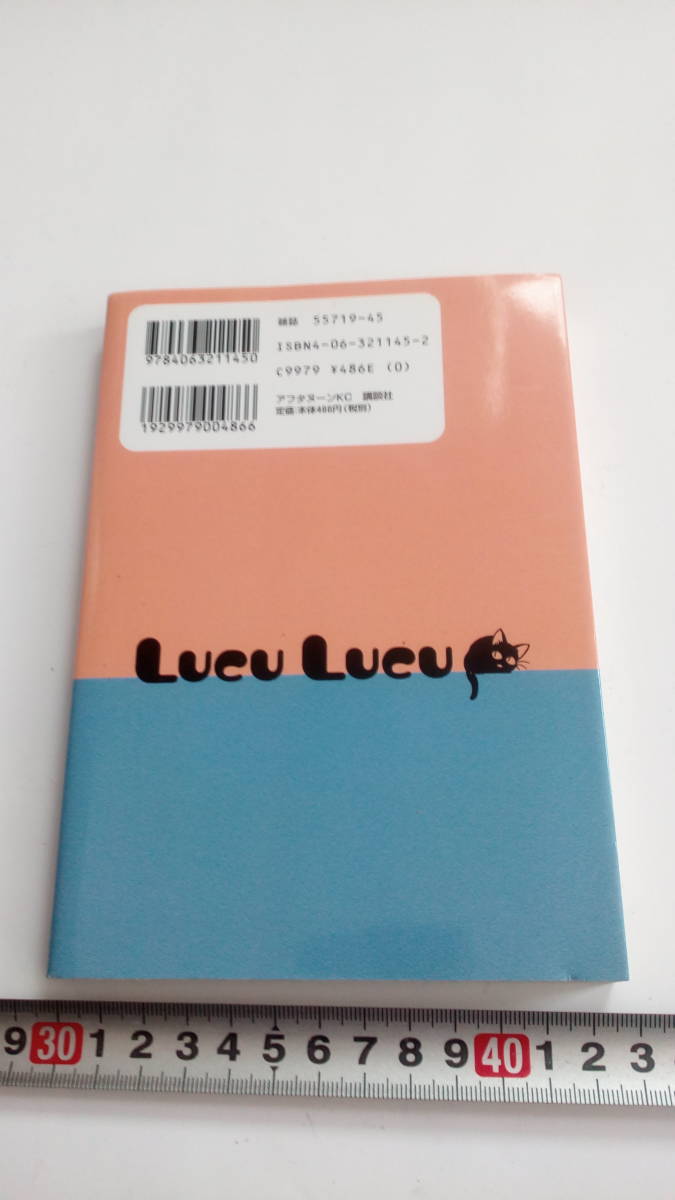 9784063211450
雑誌 55719-45
ISBN4-06-321145-2
C9979 ¥486E (0)
アフタヌーンKC 講談社
定価:本体486円(税別)
1929979004866
Lucu Lucu
9 30 1 2 3 4 5 6 7 8 9 40 1 2 3